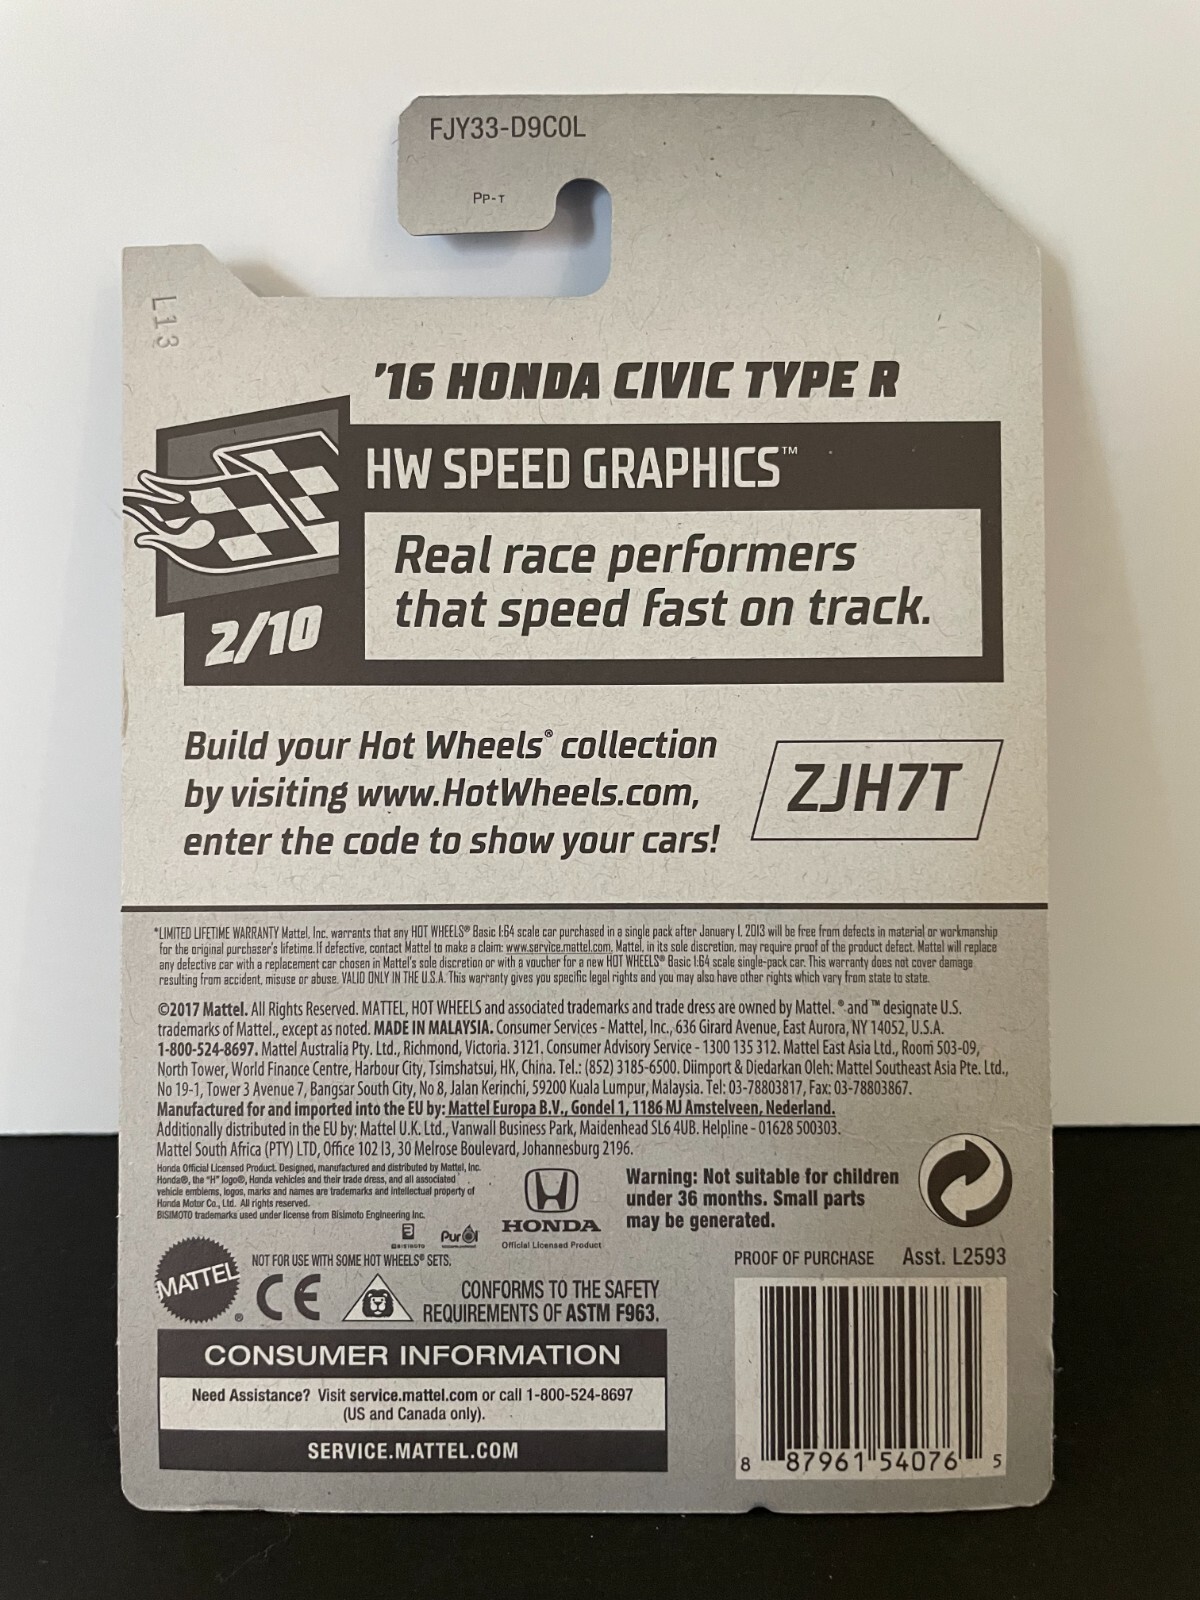 FJY33-D9C0L
PP-T
L13
'16 HONDA CIVIC TYPE R
HW SPEED GRAPHICS™
Real race performers
that speed fast on track.
2/10
Build your Hot Wheels® collection
by visiting www.HotWheels.com,
enter the code to show your cars!
ZJH7T
*LIMITED LIFETIME WARRANTY Mattel, Inc. warrants that any HOT WHEELS® Basic 1:64 scale car purchased in a single pack after January 1, 2013 will be free from defects in material or workmanship
for the original purchaser's lifetime. If defective, contact Mattel to make a claim: www.service.mattel.com. Mattel, in its sole discretion, may require proof of the product defect. Mattel will replace
any defective car with a replacement car chosen in Mattel's sole discretion or with a voucher for a new HOT WHEELS® Basic 1:64 scale single-pack car. This warranty does not cover damage
resulting from accident, misuse or abuse. VALID ONLY IN THE U.S.A. This warranty gives you specific legal rights and you may also have other rights which vary from state to state.
©2017 Mattel. All Rights Reserved. MATTEL, HOT WHEELS and associated trademarks and trade dress are owned by Mattel. ® and ™ designate U.S.
trademarks of Mattel., except as noted. MADE IN MALAYSIA. Consumer Services - Mattel, Inc., 636 Girard Avenue, East Aurora, NY 14052, U.S.A.
1-800-524-8697. Mattel Australia Pty. Ltd., Richmond, Victoria. 3121. Consumer Advisory Service - 1300 135 312. Mattel East Asia Ltd., Room 503-09,
North Tower, World Finance Centre, Harbour City, Tsimshatsui, HK, China. Tel.: (852) 3185-6500. Diimport & Diedarkan Oleh: Mattel Southeast Asia Pte. Ltd.,
No 19-1, Tower 3 Avenue 7, Bangsar South City, No 8, Jalan Kerinchi, 59200 Kuala Lumpur, Malaysia. Tel: 03-78803817, Fax: 03-78803867.
Manufactured for and imported into the EU by: Mattel Europa B.V., Gondel 1, 1186 MJ Amstelveen, Nederland.
Additionally distributed in the EU by: Mattel U.K. Ltd., Vanwall Business Park, Maidenhead SL6 4UB. Helpline - 01628 500303.
Mattel South Africa (PTY) LTD, Office 102 I3, 30 Melrose Boulevard, Johannesburg 2196.
Honda Official Licensed Product. Designed, manufactured and distributed by Mattel, Inc.
Honda®, the "H" logo®, Honda vehicles and their trade dress, and all associated
vehicle emblems, logos, marks and names are trademarks and intellectual property of
Honda Motor Co., Ltd. All rights reserved.
BISIMOTO trademarks used under license from Bisimoto Engineering Inc.
BISIMOTO
Purol
HONDA
Official Licensed Product
Warning: Not suitable for children
under 36 months. Small parts
may be generated.
MATTEL®
NOT FOR USE WITH SOME HOT WHEELS® SETS.
CE
CONFORMS TO THE SAFETY
REQUIREMENTS OF ASTM F963.
PROOF OF PURCHASE Asst. L2593
CONSUMER INFORMATION
Need Assistance? Visit service.mattel.com or call 1-800-524-8697
(US and Canada only).
SERVICE.MATTEL.COM
8 87961 54076 5